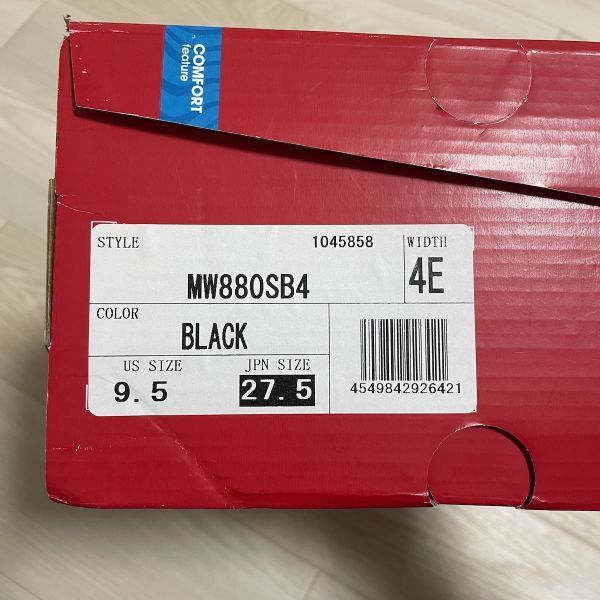 COMFORT
feature
STYLE 1045858 WIDTH
MW880SB4 4E
COLOR
BLACK
US SIZE JPN SIZE
9.5 27.5
4549842926421